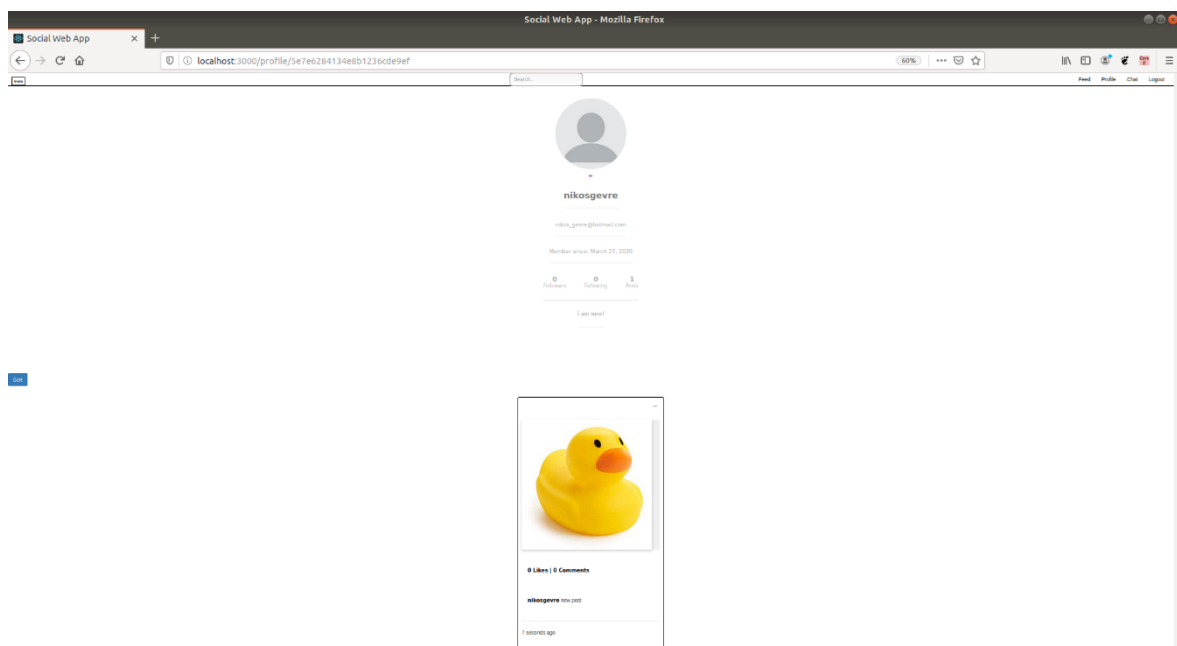 Social Web App - Mozilla Firefox
Social Web App
localhost:3000/profile/5e7e6284134e8b1236cde9ef
60%
Search...
Feed Profile Chat Logout
nikosgevre
nikos_gevre@hotmail.com
Member since: March 27, 2020
0 0 1
Followers Following Posts
I am new!
Sort
0 Likes | 0 Comments
nikosgevre new post
7 seconds ago